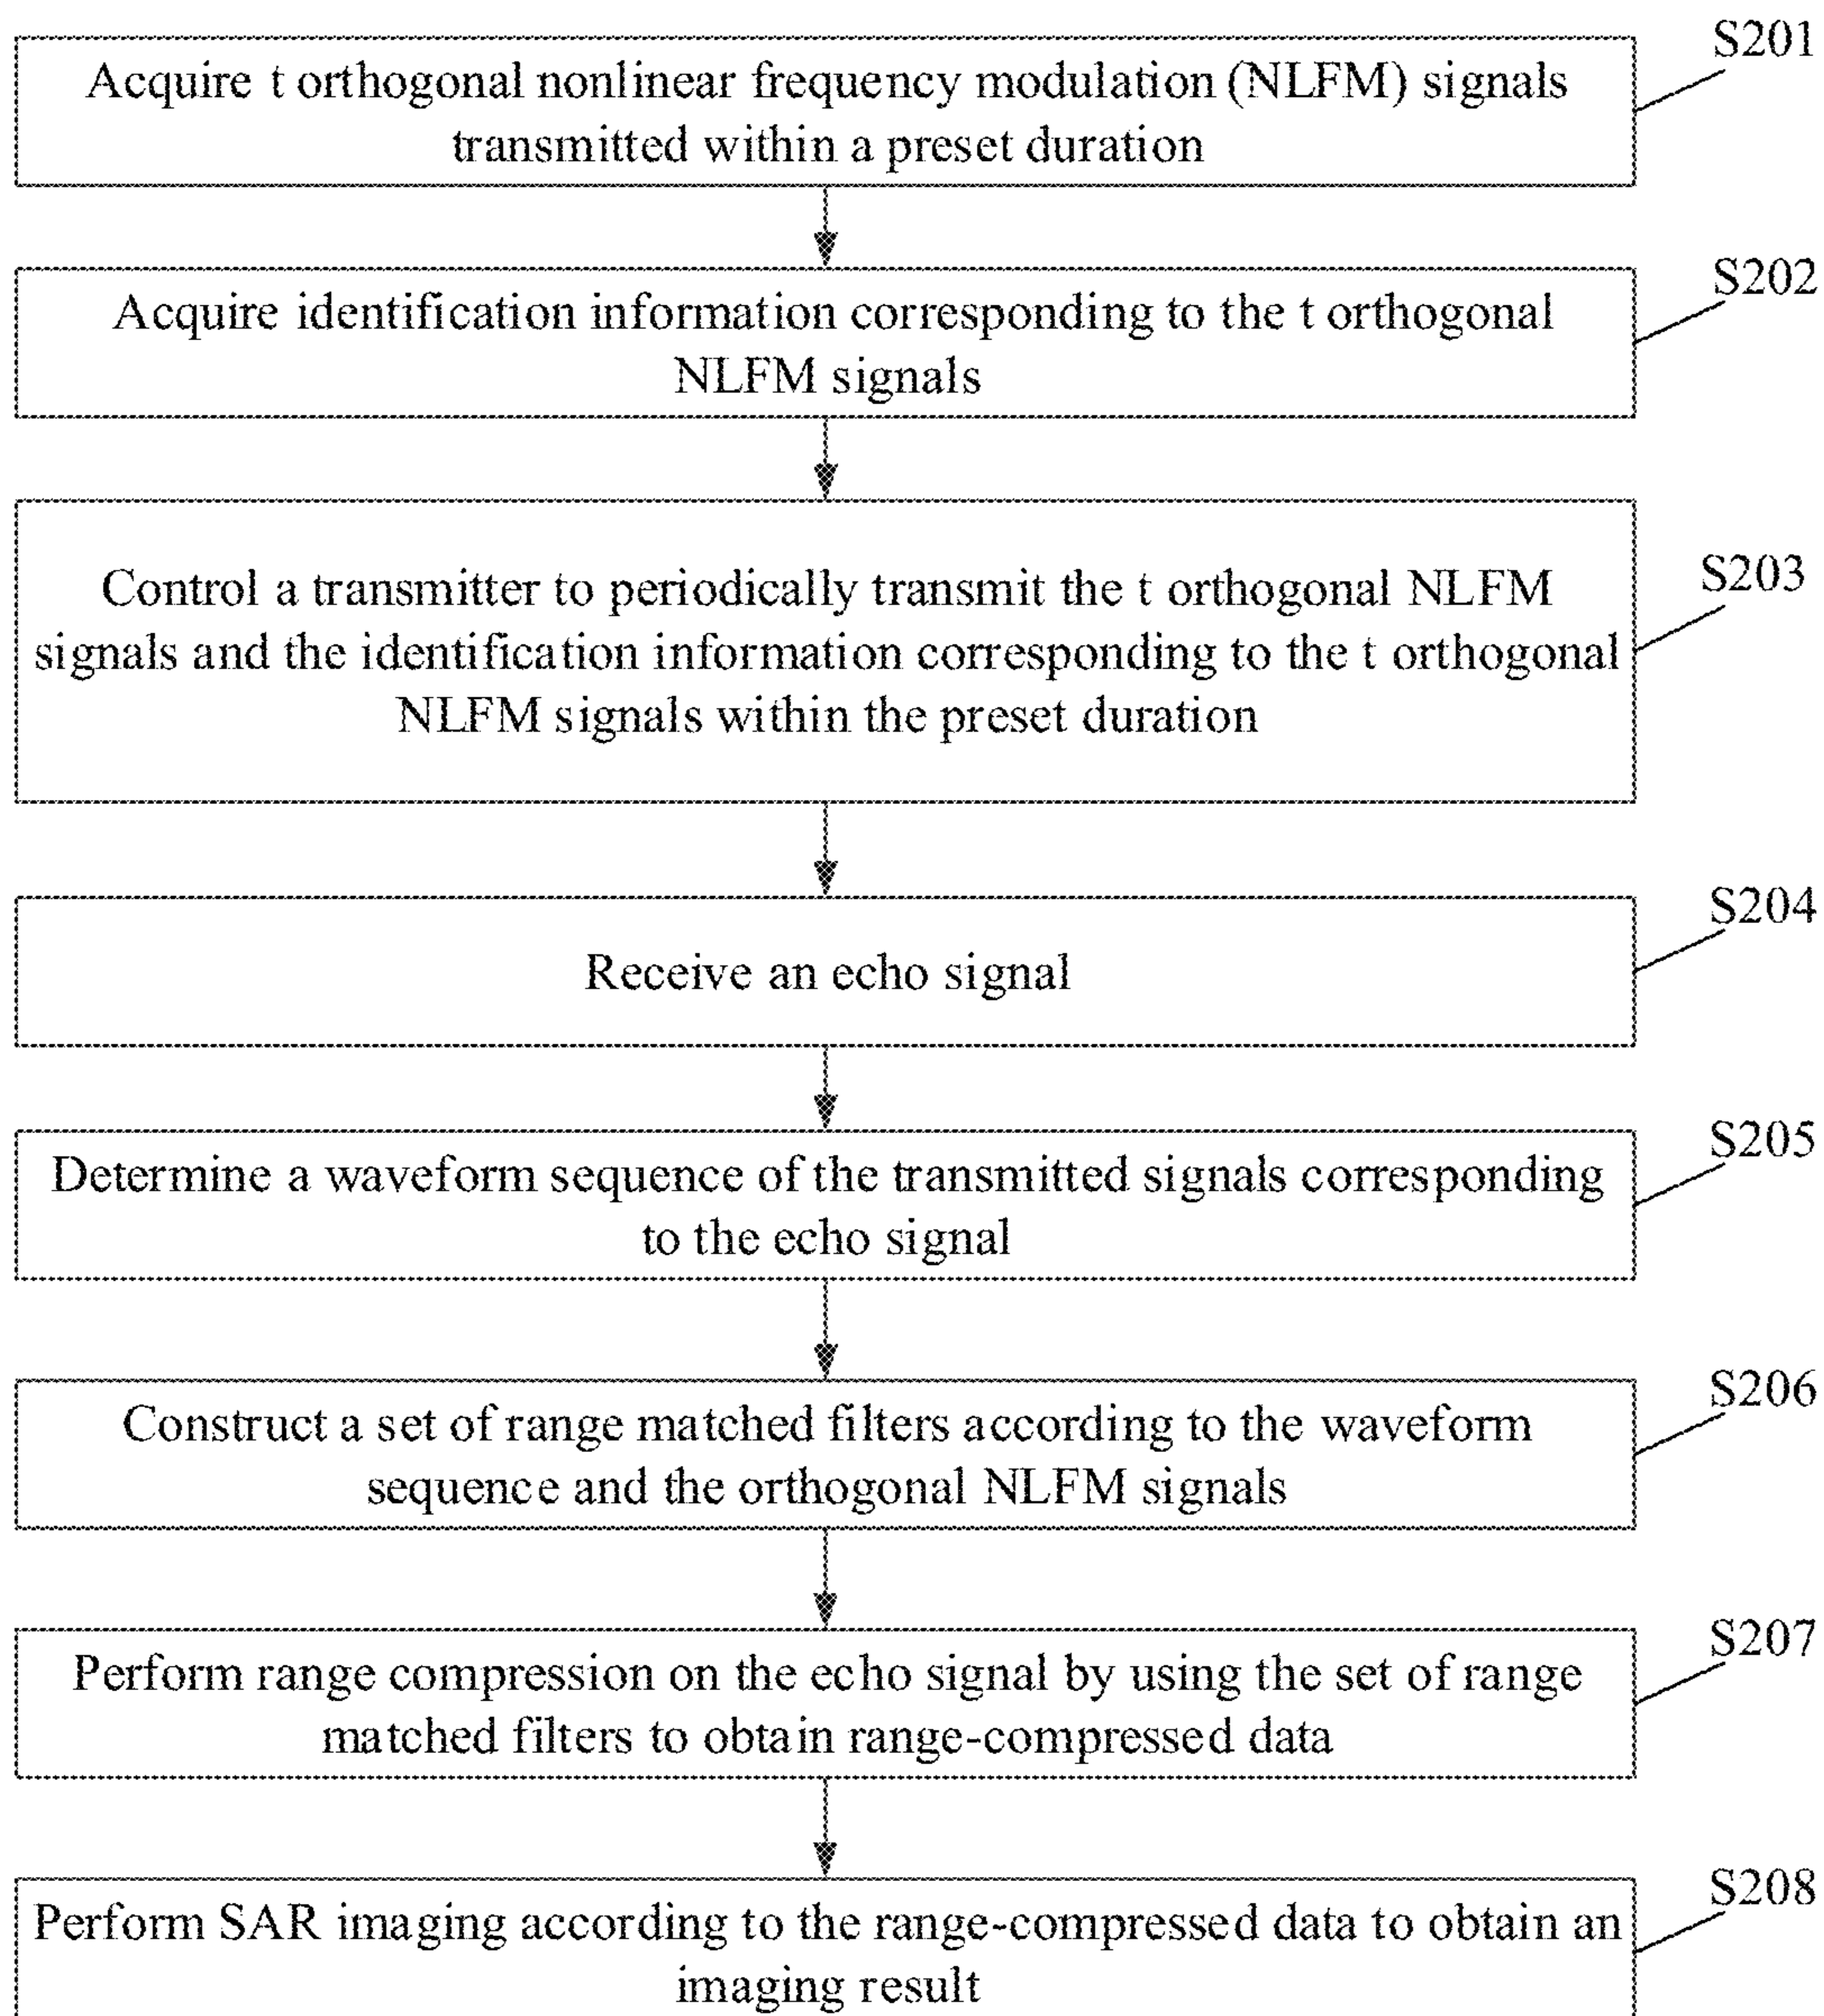 S201
Acquire t orthogonal nonlinear frequency modulation (NLFM) signals
transmitted within a preset duration
S202
Acquire identification information corresponding to the t orthogonal
NLFM signals
S203
Control a transmitter to periodically transmit the t orthogonal NLFM
signals and the identification information corresponding to the t orthogonal
NLFM signals within the preset duration
S204
Receive an echo signal
S205
Determine a waveform sequence of the transmitted signals corresponding
to the echo signal
S206
Construct a set of range matched filters according to the waveform
sequence and the orthogonal NLFM signals
S207
Perform range compression on the echo signal by using the set of range
matched filters to obtain range-compressed data
S208
Perform SAR imaging according to the range-compressed data to obtain an
imaging result